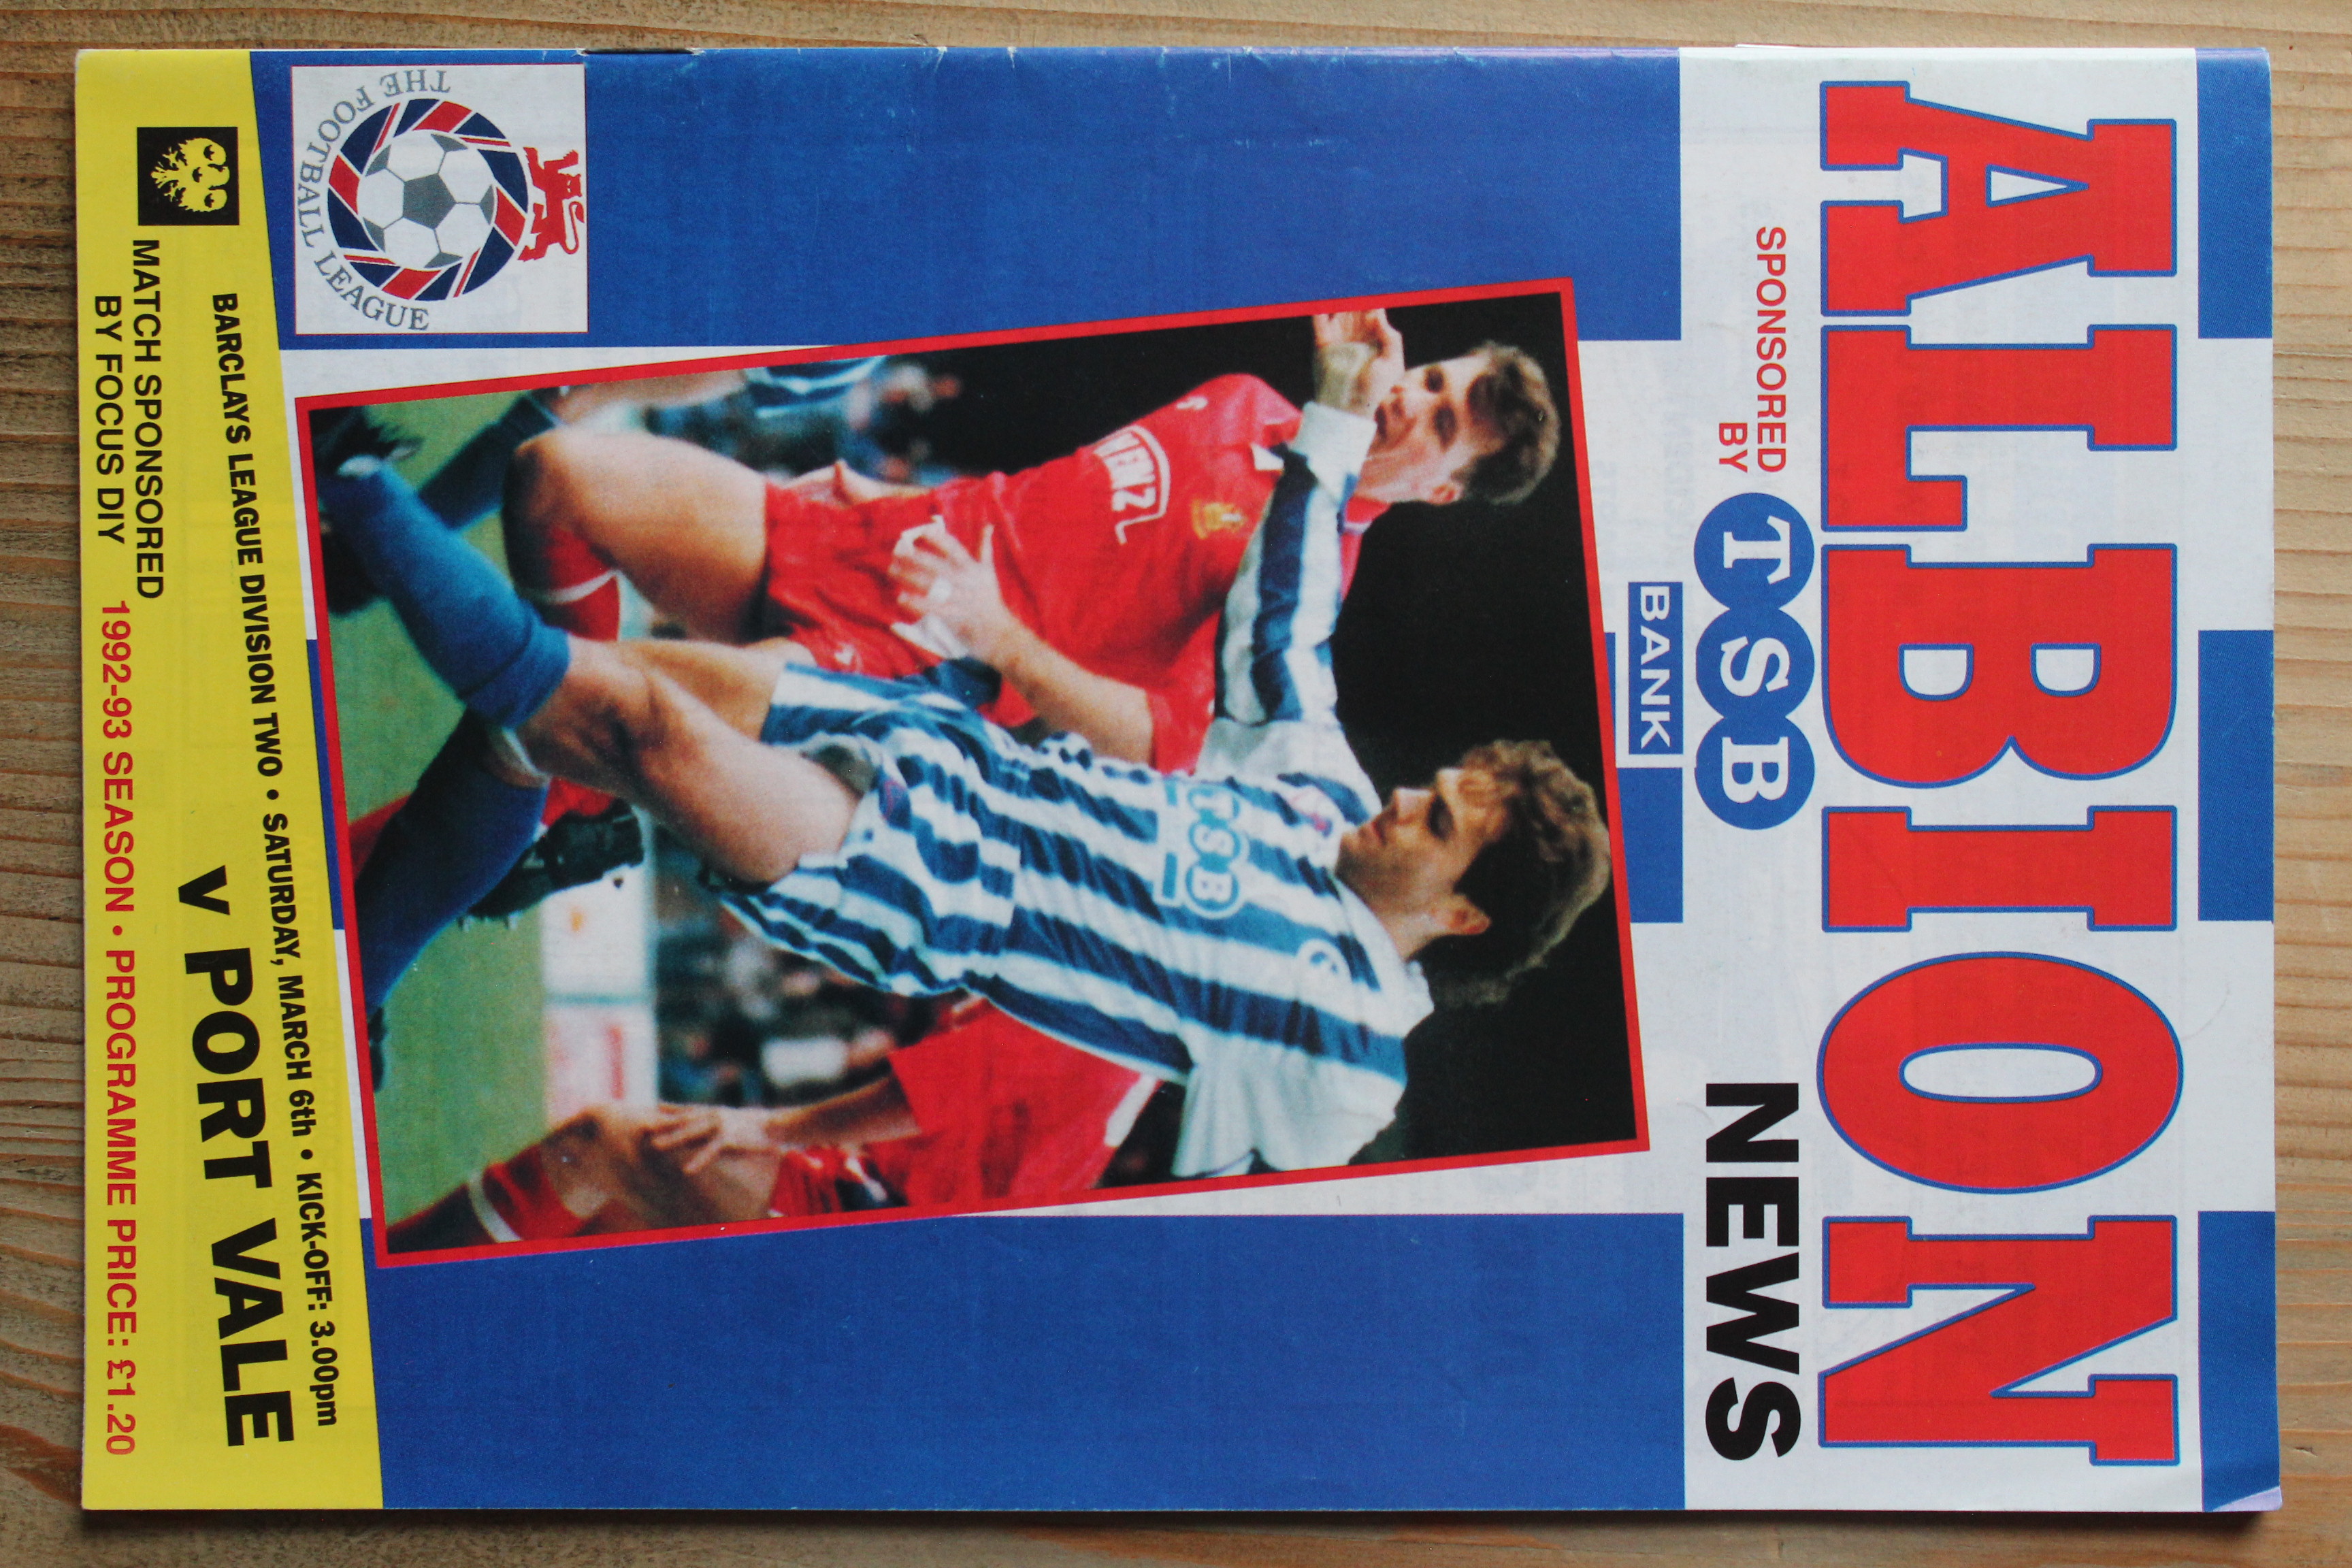 ALBION
SPONSORED
BY
TSB
BANK
NEWS
TSB
THE FOOTBALL LEAGUE
BARCLAYS LEAGUE DIVISION TWO • SATURDAY, MARCH 6th • KICK-OFF: 3.00pm
v PORT VALE
MATCH SPONSORED
BY FOCUS DIY
1992-93 SEASON • PROGRAMME PRICE: £1.20